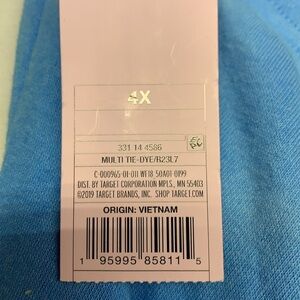 4X
331 14 4586
MULTI TIE-DYE/R23L7
C-000965-01-011 WF18 50A01-0199
DIST. BY TARGET CORPORATION MPLS., MN 55403
©2019 TARGET BRANDS, INC. SHOP TARGET.COM
ORIGIN: VIETNAM
1 95995 85811 5